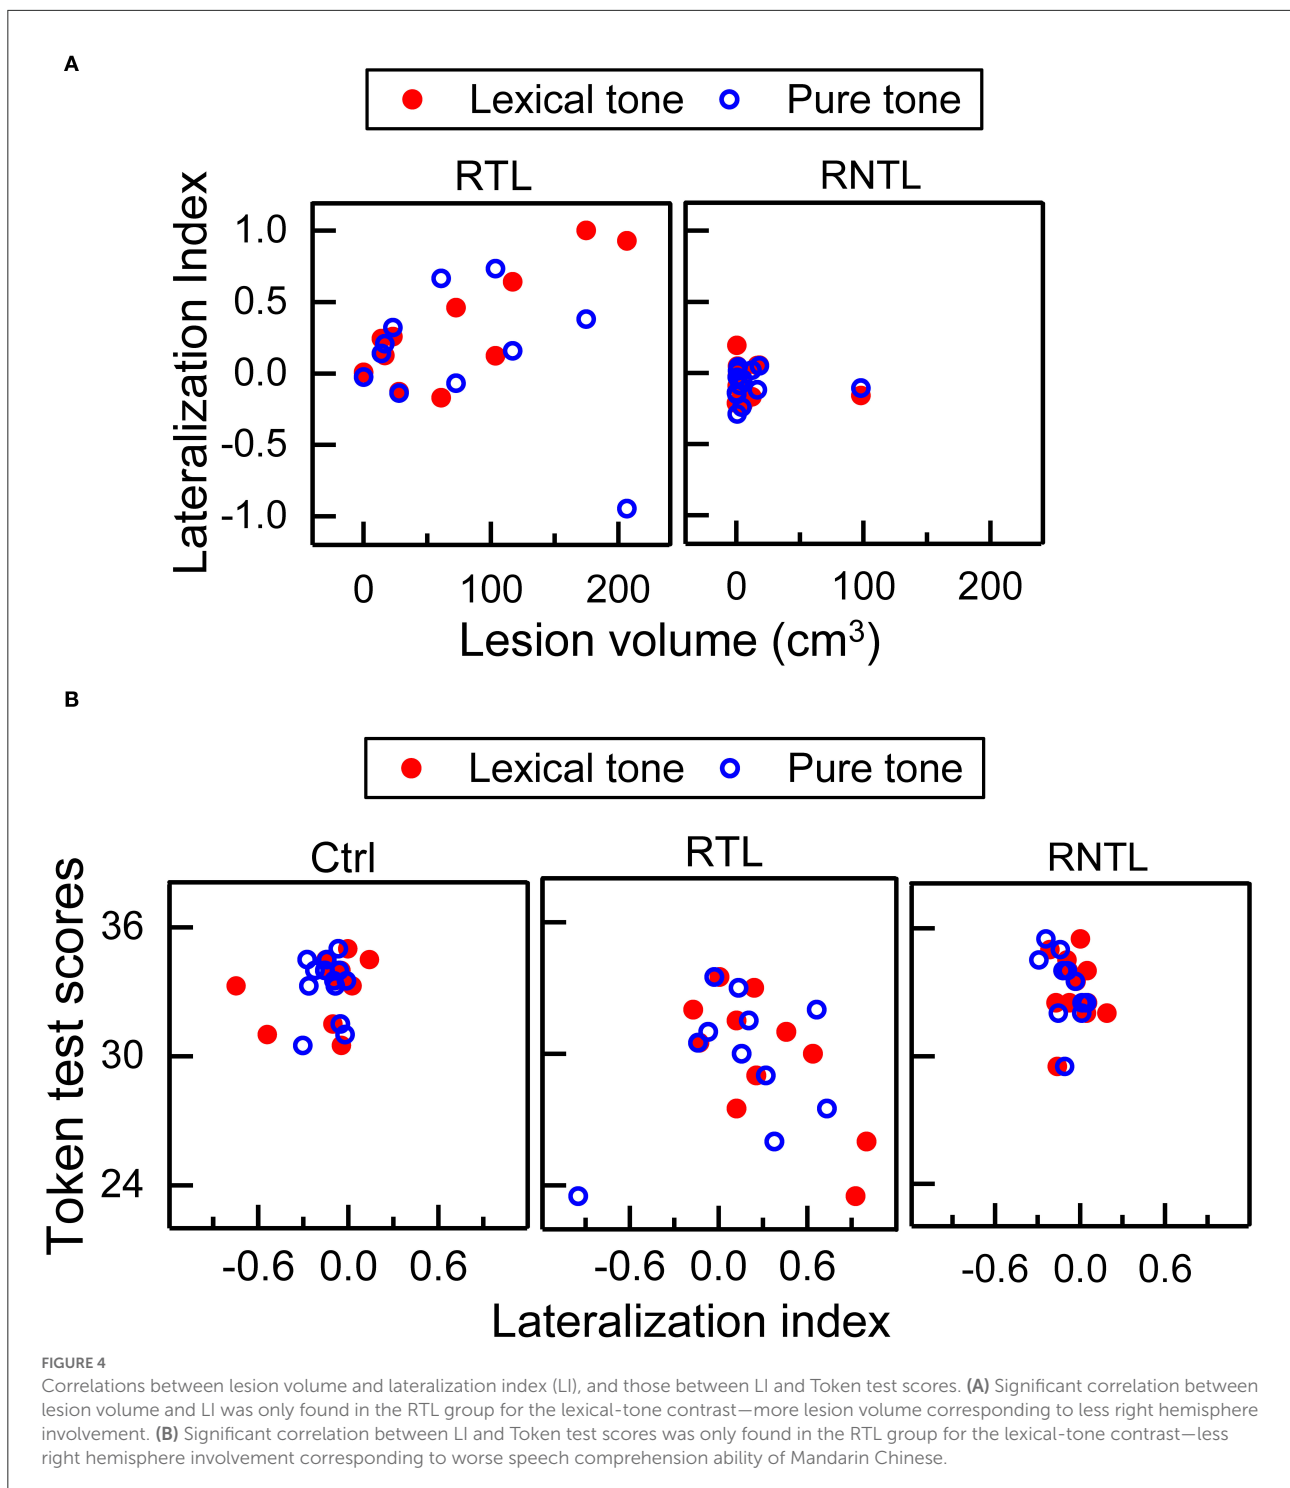 A
Lexical tone Pure tone
RTL RNTL
Lateralization Index
1.0
0.5
0.0
-0.5
-1.0
0 100 200 0 100 200
Lesion volume (cm³)
B
Lexical tone Pure tone
Ctrl RTL RNTL
Token test scores
36
30
24
-0.6 0.0 0.6 -0.6 0.0 0.6 -0.6 0.0 0.6
Lateralization index
FIGURE 4
Correlations between lesion volume and lateralization index (LI), and those between LI and Token test scores. (A) Significant correlation between
lesion volume and LI was only found in the RTL group for the lexical-tone contrast—more lesion volume corresponding to less right hemisphere
involvement. (B) Significant correlation between LI and Token test scores was only found in the RTL group for the lexical-tone contrast—less
right hemisphere involvement corresponding to worse speech comprehension ability of Mandarin Chinese.